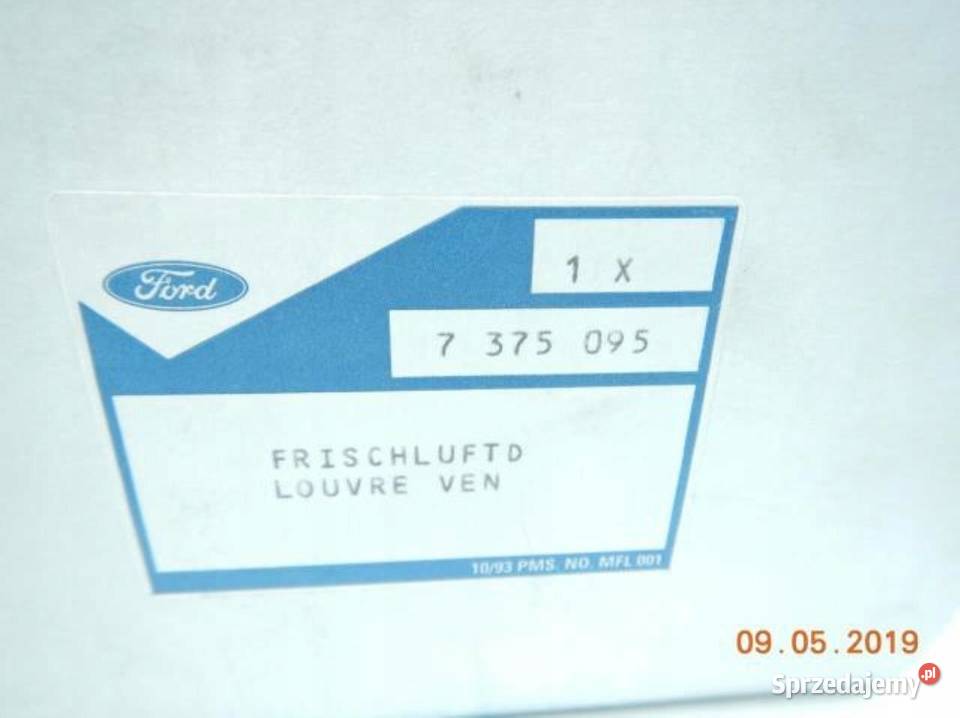 Ford
1 X
7 375 095
FRISCHLUFTD
LOUVRE VEN
10/93 PMS. NO. MFL 001
09.05.2019
Sprzedajemy.pl